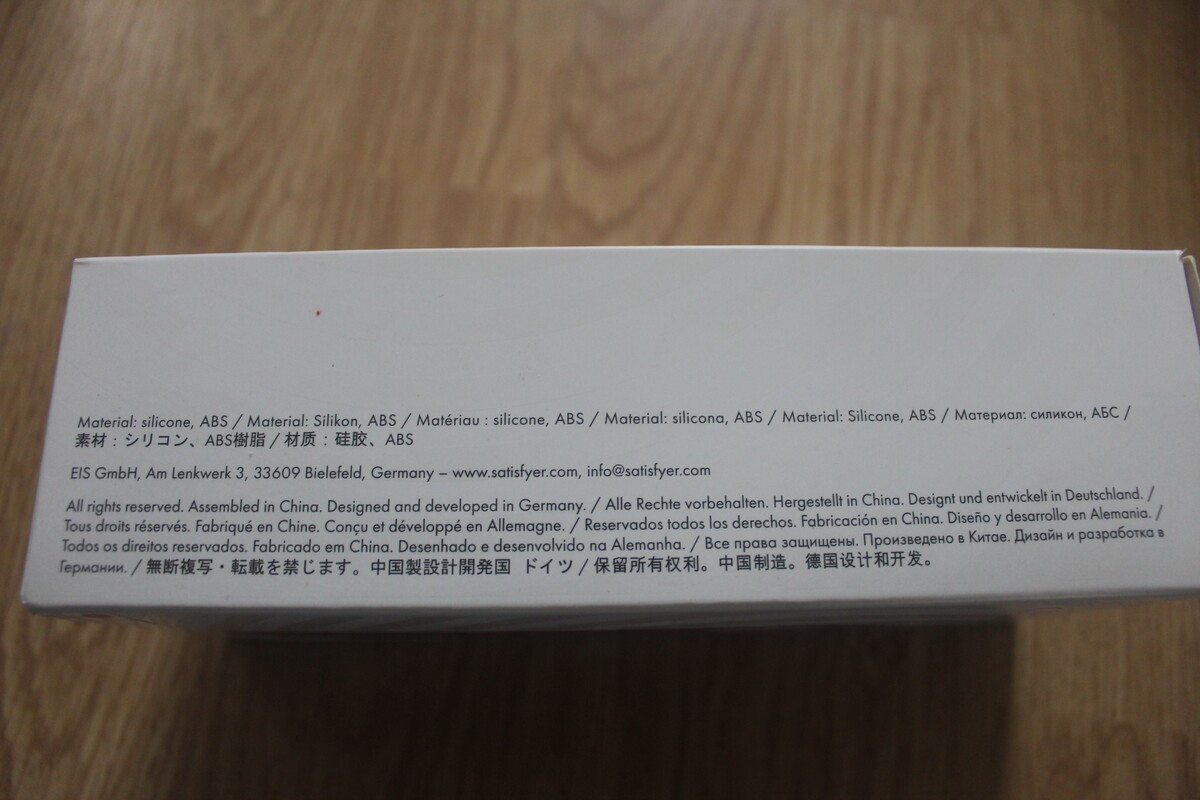 Material: silicone, ABS / Material: Silikon, ABS / Matériau : silicone, ABS / Material: silicona, ABS / Material: Silicone, ABS / Материал: силикон, АБС /
素材：シリコン、ABS樹脂 / 材质：硅胶、ABS
EIS GmbH, Am Lenkwerk 3, 33609 Bielefeld, Germany – www.satisfyer.com, info@satisfyer.com
All rights reserved. Assembled in China. Designed and developed in Germany. / Alle Rechte vorbehalten. Hergestellt in China. Designt und entwickelt in Deutschland. /
Tous droits réservés. Fabriqué en Chine. Conçu et développé en Allemagne. / Reservados todos los derechos. Fabricación en China. Diseño y desarrollo en Alemania. /
Todos os direitos reservados. Fabricado em China. Desenhado e desenvolvido na Alemanha. / Все права защищены. Произведено в Китае. Дизайн и разработка в
Германии. / 無断複写・転載を禁じます。中国製設計開発国 ドイツ / 保留所有权利。中国制造。德国设计和开发。